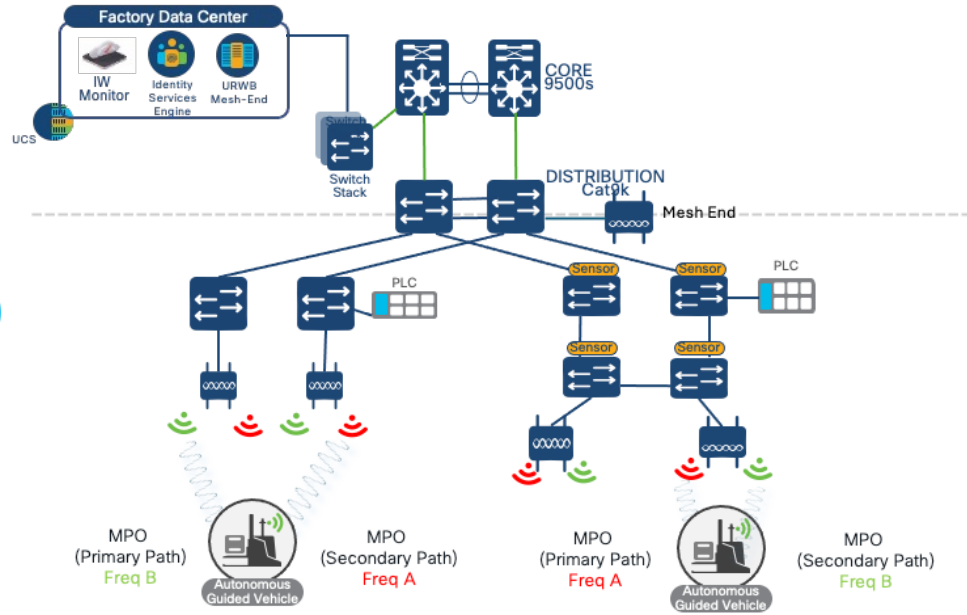 Factory Data Center
IW
Monitor
Identity
Services
Engine
URWB
Mesh-End
UCS
Switch
Switch
Stack
CORE
9500s
DISTRIBUTION
Cat9k
Mesh End
Sensor
Sensor
PLC
PLC
Sensor
Sensor
MPO
(Primary Path)
Freq B
MPO
(Secondary Path)
Freq A
Autonomous
Guided Vehicle
MPO
(Primary Path)
Freq A
MPO
(Secondary Path)
Freq B
Autonomous
Guided Vehicle